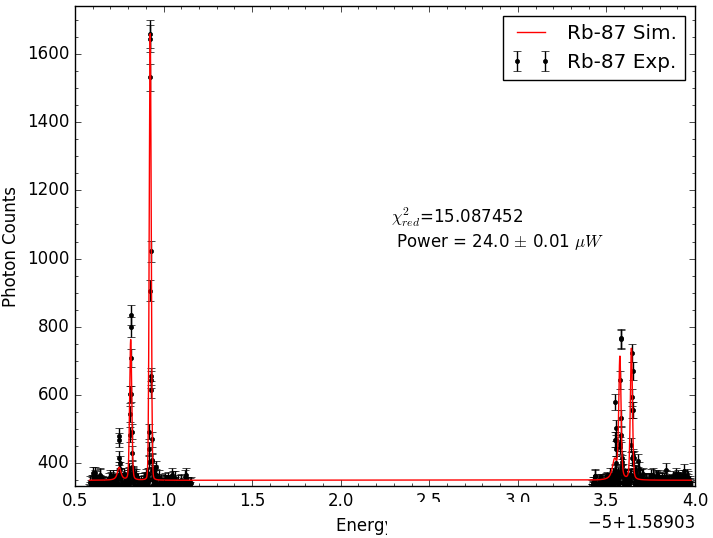 Rb-87 Sim.
Rb-87 Exp.
1600
1400
1200
1000
800
600
400
Photon Counts
χ²red=15.087452
Power = 24.0 ± 0.01 μW
0.5 1.0 1.5 2.0 2.5 3.0 3.5 4.0
Energy
−5+1.58903